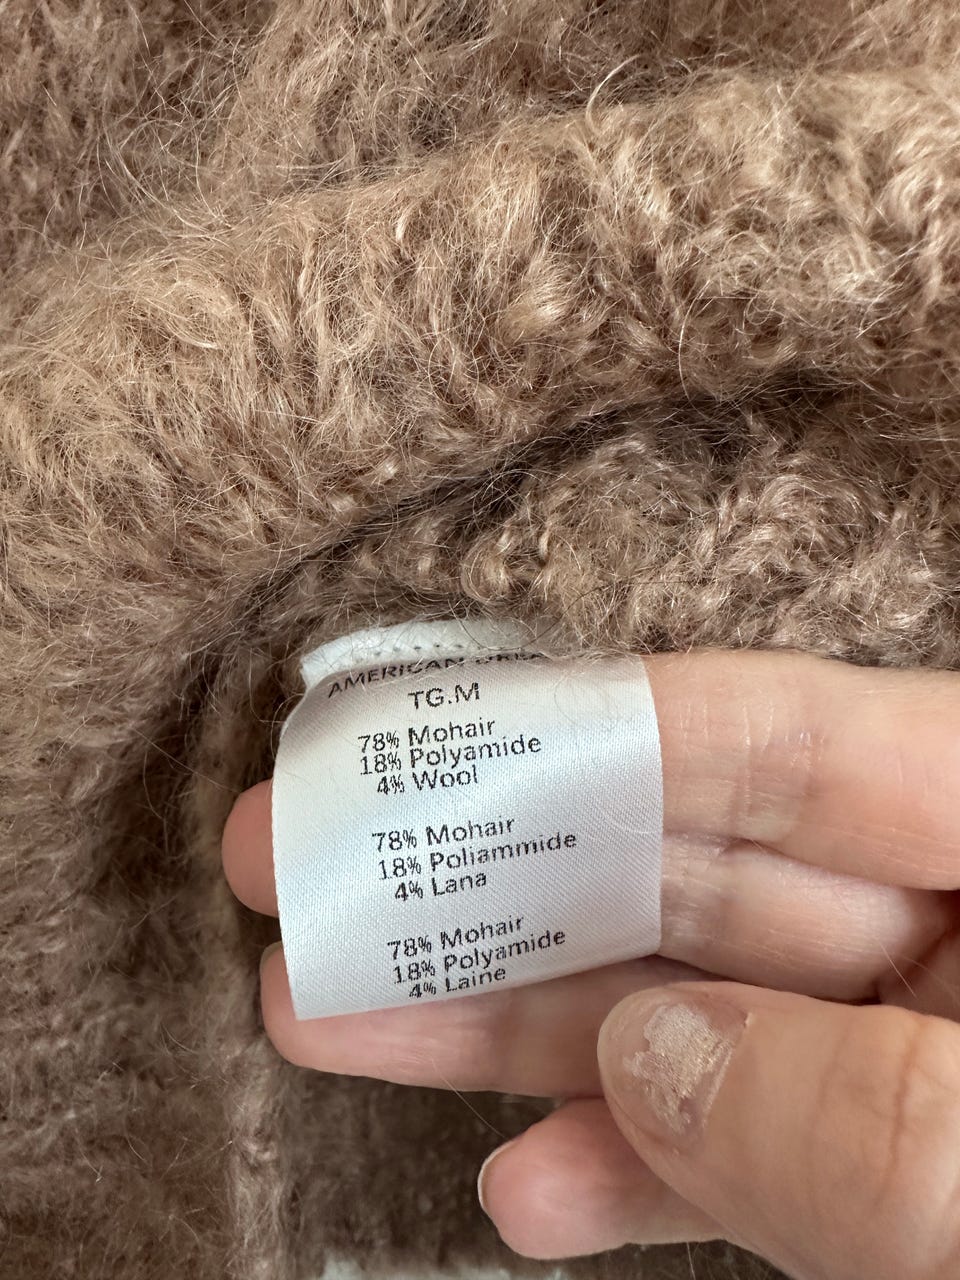 AMERICAN
TG.M
78% Mohair
18% Polyamide
4% Wool
78% Mohair
18% Poliammide
4% Lana
78% Mohair
18% Polyamide
4% Laine